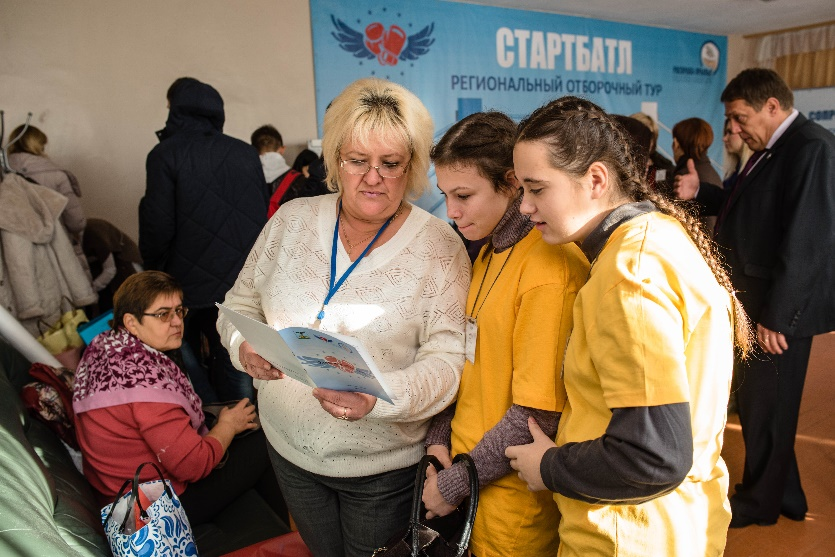 СТАРТБАТЛ
РЕГИОНАЛЬНЫЙ ОТБОРОЧНЫЙ ТУР